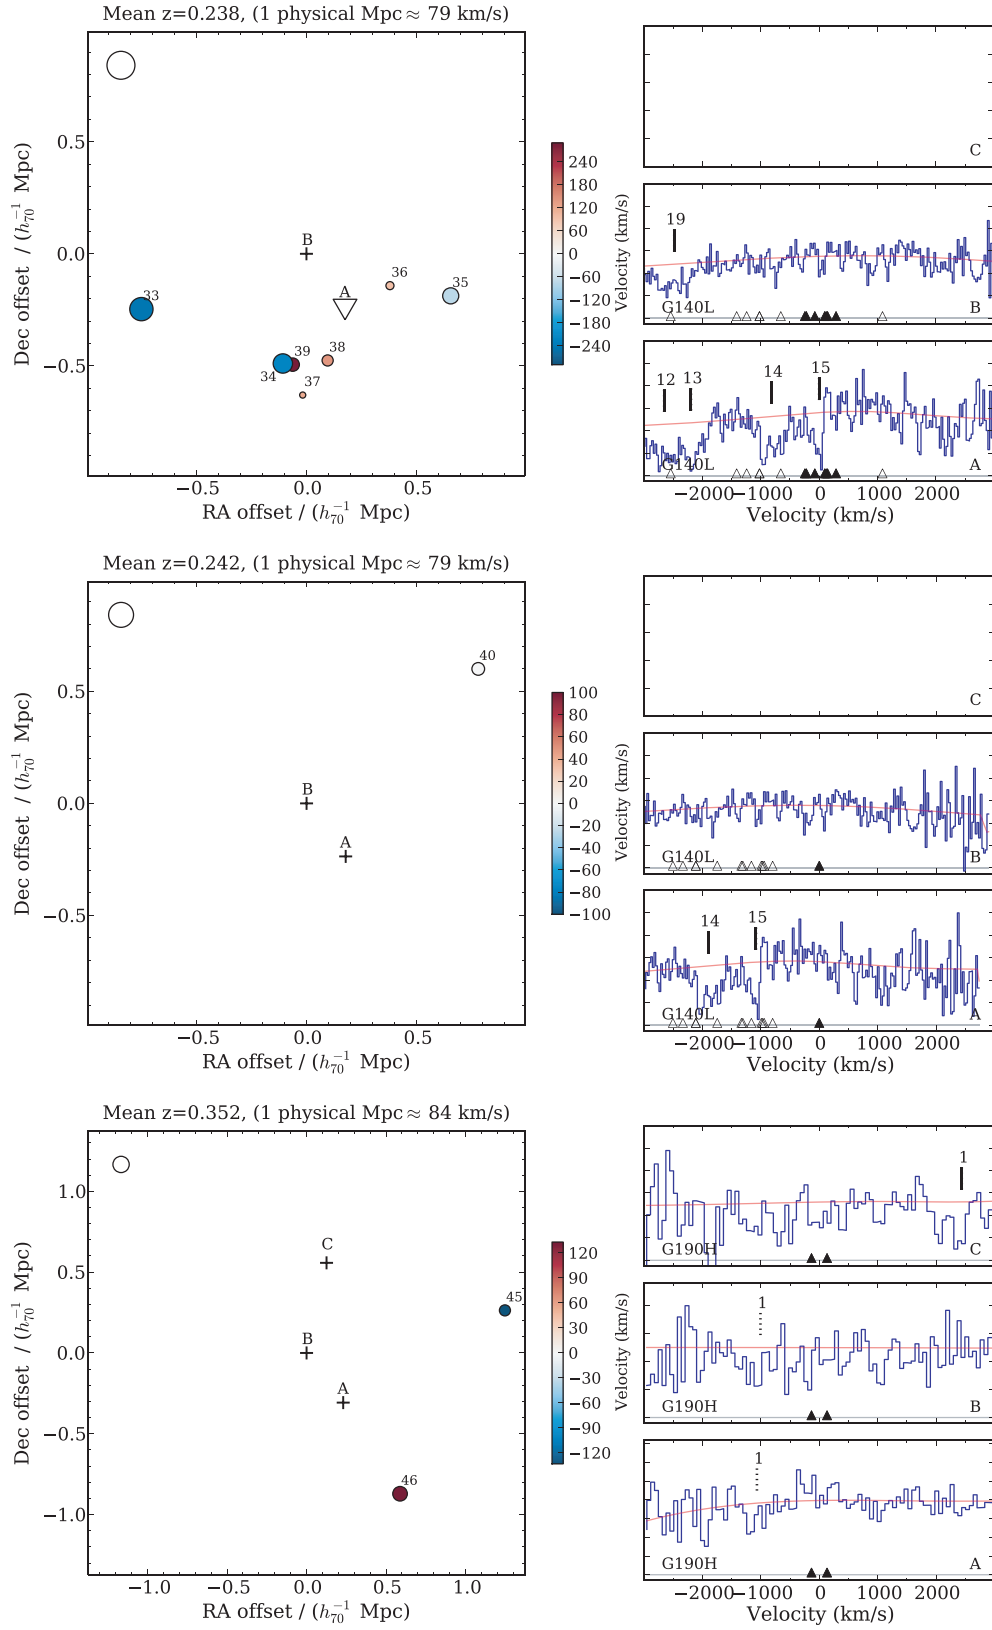 Mean z=0.238, (1 physical Mpc≈ 79 km/s)
Dec offset / (h₇₀⁻¹ Mpc)
0.5
0.0
−0.5
B
A
33
34
35
36
37
38
39
−0.5 0.0 0.5
RA offset / (h₇₀⁻¹ Mpc)
240
180
120
60
0
−60
−120
−180
−240
Velocity (km/s)
C
19
G140L
B
12 13 14 15
G140L
A
−2000 −1000 0 1000 2000
Velocity (km/s)
Mean z=0.242, (1 physical Mpc≈ 79 km/s)
Dec offset / (h₇₀⁻¹ Mpc)
0.5
0.0
−0.5
40
B
A
−0.5 0.0 0.5
RA offset / (h₇₀⁻¹ Mpc)
100
80
60
40
20
0
−20
−40
−60
−80
−100
Velocity (km/s)
C
G140L
B
14 15
G140L
A
−2000 −1000 0 1000 2000
Velocity (km/s)
Mean z=0.352, (1 physical Mpc≈ 84 km/s)
Dec offset / (h₇₀⁻¹ Mpc)
1.0
0.5
0.0
−0.5
−1.0
C
45
B
A
46
−1.0 −0.5 0.0 0.5 1.0
RA offset / (h₇₀⁻¹ Mpc)
120
90
60
30
0
−30
−60
−90
−120
Velocity (km/s)
1
G190H
C
1
G190H
B
1
G190H
A
−2000 −1000 0 1000 2000
Velocity (km/s)